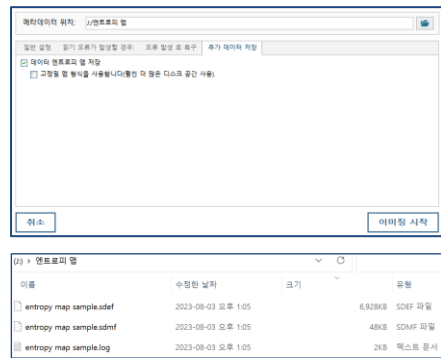 메타데이터 위치: J:/엔트로피 맵
일반 설정 읽기 오류가 발생할 경우: 오류 발생 후 복구 추가 데이터 저장
데이터 엔트로피 맵 저장
고정밀 맵 형식을 사용합니다(훨씬 더 많은 디스크 공간 사용).
취소 이미징 시작
(J:) › 엔트로피 맵
이름 수정한 날짜 크기 유형
entropy map sample.sdef 2023-08-03 오후 1:05 6,928KB SDEF 파일
entropy map sample.sdmf 2023-08-03 오후 1:05 48KB SDMF 파일
entropy map sample.log 2023-08-03 오후 1:05 2KB 텍스트 문서